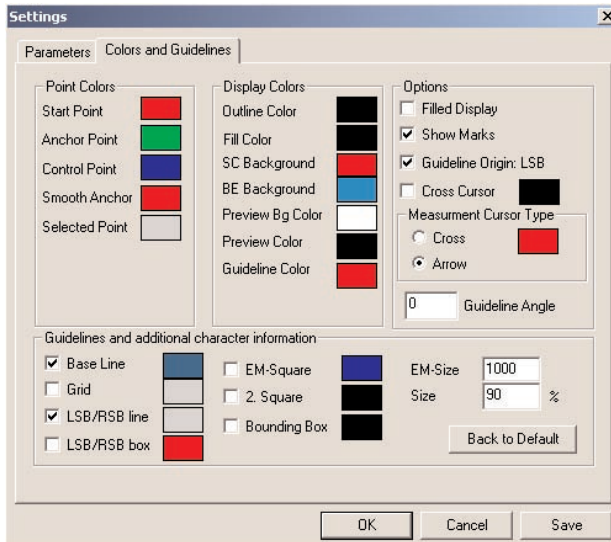 Settings
Parameters
Colors and Guidelines
Point Colors
Start Point
Anchor Point
Control Point
Smooth Anchor
Selected Point
Display Colors
Outline Color
Fill Color
SC Background
BE Background
Preview Bg Color
Preview Color
Guideline Color
Options
Filled Display
Show Marks
Guideline Origin: LSB
Cross Cursor
Measurment Cursor Type
Cross
Arrow
0 Guideline Angle
Guidelines and additional character information
Base Line
Grid
LSB/RSB line
LSB/RSB box
EM-Square
2. Square
Bounding Box
EM-Size 1000
Size 90 %
Back to Default
OK
Cancel
Save